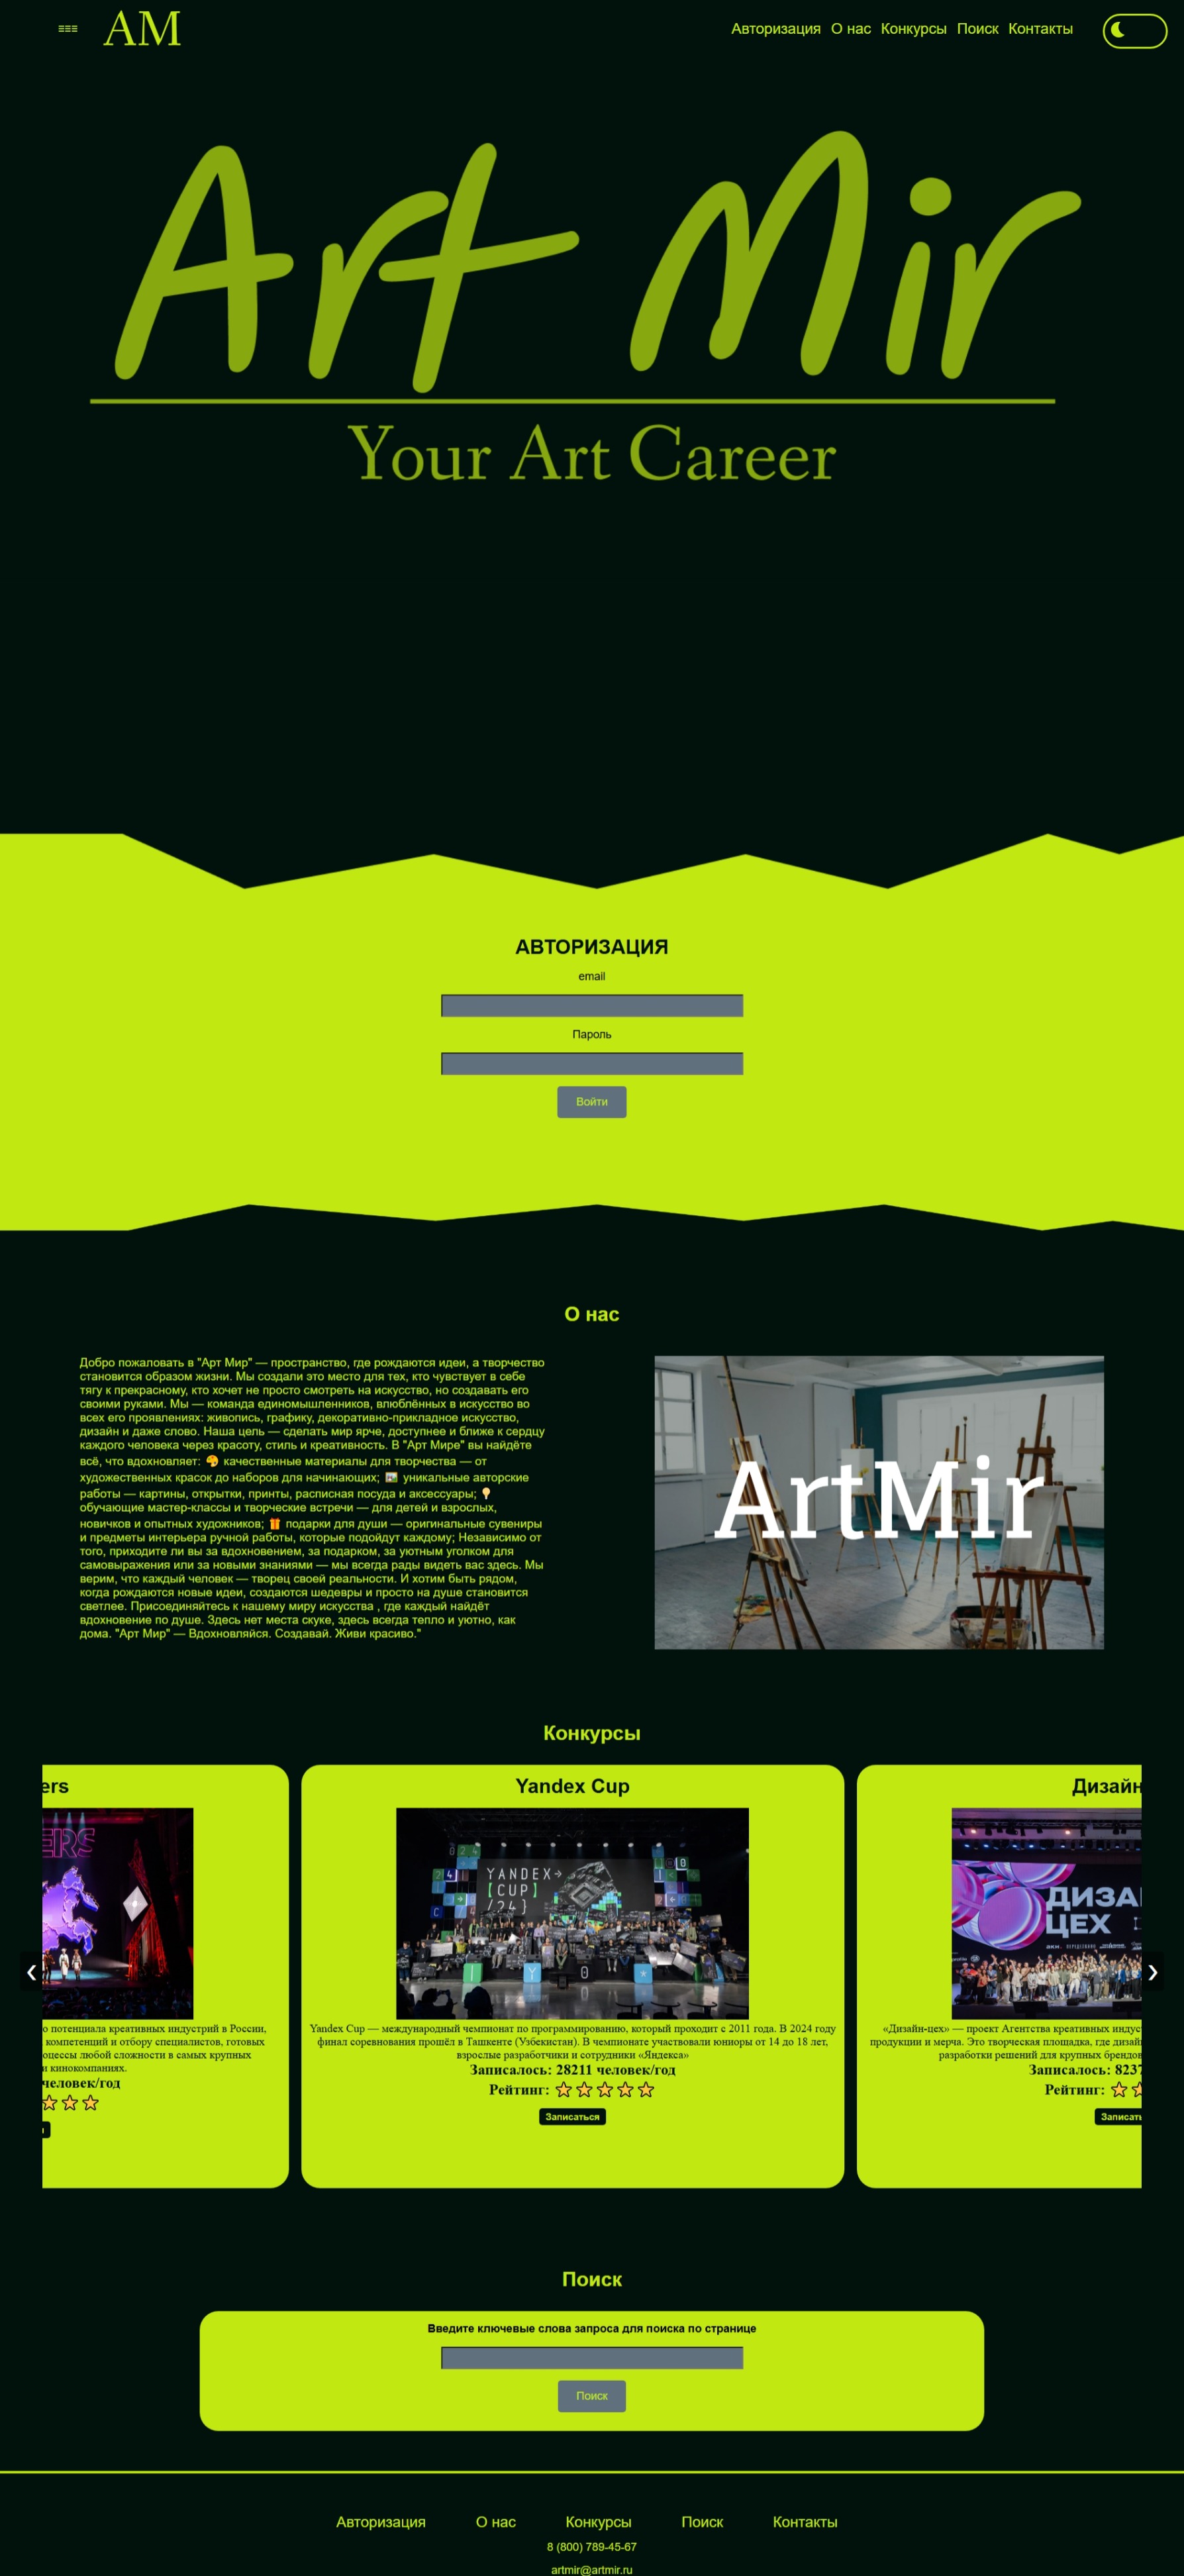 AM
Авторизация О нас Конкурсы Поиск Контакты
Art Mir
Your Art Career
АВТОРИЗАЦИЯ
email
Пароль
Войти
О нас
Добро пожаловать в "Арт Мир" — пространство, где рождаются идеи, а творчество
становится образом жизни. Мы создали это место для тех, кто чувствует в себе
тягу к прекрасному, кто хочет не просто смотреть на искусство, но создавать его
своими руками. Мы — команда единомышленников, влюблённых в искусство во
всех его проявлениях: живопись, графику, декоративно-прикладное искусство,
дизайн и даже слово. Наша цель — сделать мир ярче, доступнее и ближе к сердцу
каждого человека через красоту, стиль и креативность. В "Арт Мире" вы найдёте
всё, что вдохновляет: 🎨 качественные материалы для творчества — от
художественных красок до наборов для начинающих; 🖼 уникальные авторские
работы — картины, открытки, принты, расписная посуда и аксессуары; 💡
обучающие мастер-классы и творческие встречи — для детей и взрослых,
новичков и опытных художников; 🎁 подарки для души — оригинальные сувениры
и предметы интерьера ручной работы, которые подойдут каждому; Независимо от
того, приходите ли вы за вдохновением, за подарком, за уютным уголком для
самовыражения или за новыми знаниями — мы всегда рады видеть вас здесь. Мы
верим, что каждый человек — творец своей реальности. И хотим быть рядом,
когда рождаются новые идеи, создаются шедевры и просто на душе становится
светлее. Присоединяйтесь к нашему миру искусства , где каждый найдёт
вдохновение по душе. Здесь нет места скуке, здесь всегда тепло и уютно, как
дома. "Арт Мир" — Вдохновляйся. Создавай. Живи красиво."
ArtMir
Конкурсы
ers
ERS
о потенциала креативных индустрий в России,
компетенций и отбору специалистов, готовых
оцессы любой сложности в самых крупных
и кинокомпаниях.
человек/год
Yandex Cup
YANDEX→
[CUP
/24]
Yandex Cup — международный чемпионат по программированию, который проходит с 2011 года. В 2024 году
финал соревнования прошёл в Ташкенте (Узбекистан). В чемпионате участвовали юниоры от 14 до 18 лет,
взрослые разработчики и сотрудники «Яндекса»
Записалось: 28211 человек/год
Рейтинг:
Записаться
Дизайн
ДИЗА
ЦЕХ
«Дизайн-цех» — проект Агентства креативных индус
продукции и мерча. Это творческая площадка, где дизай
разработки решений для крупных брендов
Записалось: 8237
Рейтинг:
Записать
Поиск
Введите ключевые слова запроса для поиска по странице
Поиск
Авторизация О нас Конкурсы Поиск Контакты
8 (800) 789-45-67
artmir@artmir.ru